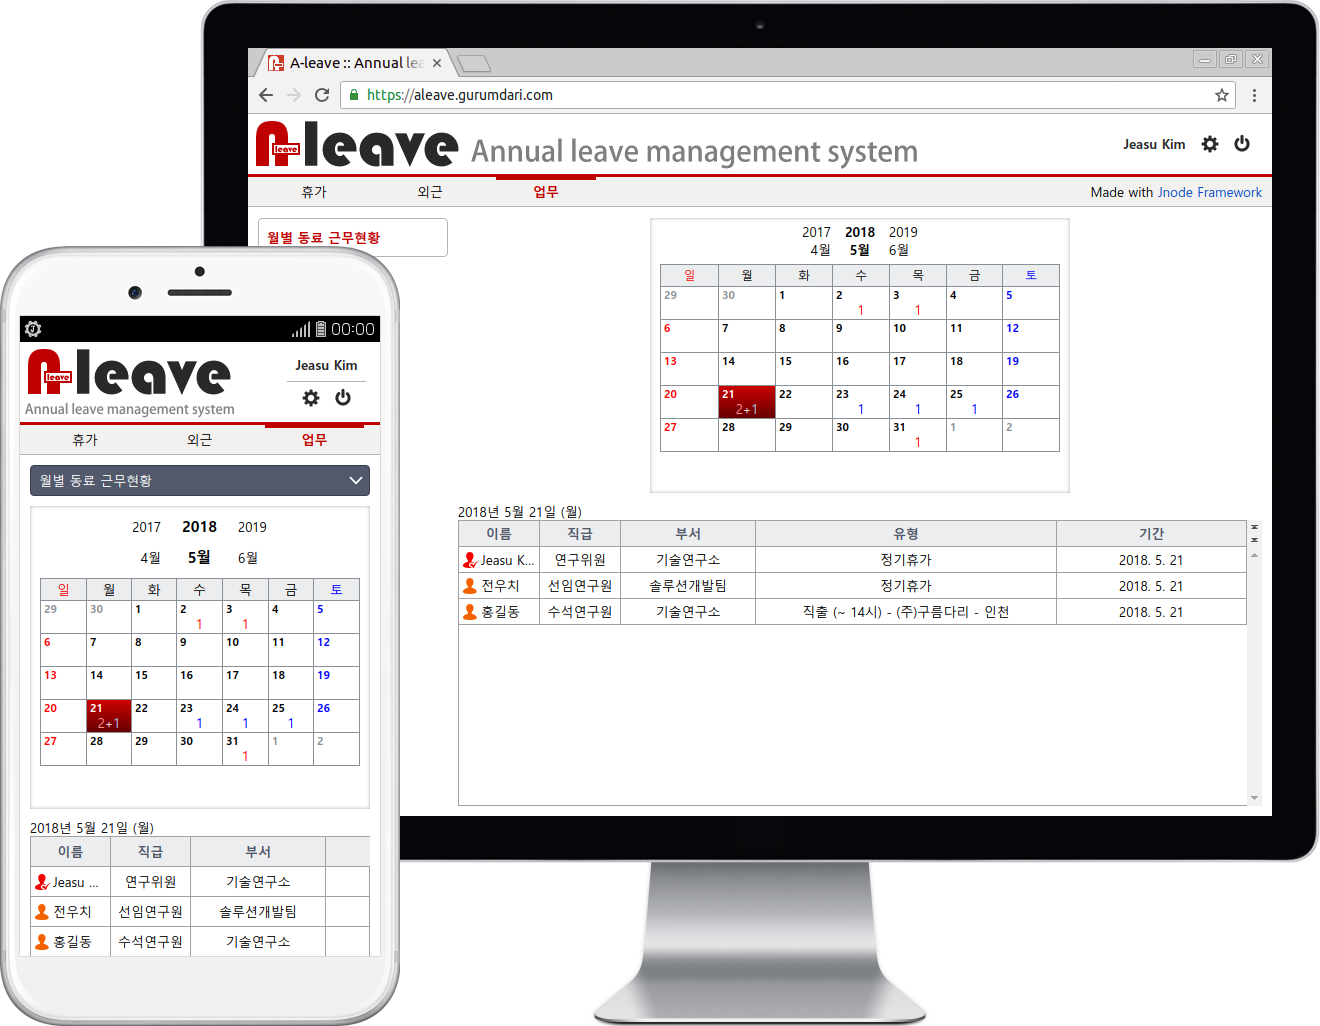 A-leave :: Annual lea
https://aleave.gurumdari.com
A-leave leave Annual leave management system
Jeasu Kim
휴가 외근 업무
Made with Jnode Framework
월별 동료 근무현황
2017 2018 2019
4월 5월 6월
일 월 화 수 목 금 토
29 30 1 2 3 4 5
1 1
6 7 8 9 10 11 12
13 14 15 16 17 18 19
20 21 22 23 24 25 26
2+1 1 1 1
27 28 29 30 31 1 2
1
2018년 5월 21일 (월)
이름 직급 부서 유형 기간
Jeasu K... 연구위원 기술연구소 정기휴가 2018. 5. 21
전우치 선임연구원 솔루션개발팀 정기휴가 2018. 5. 21
홍길동 수석연구원 기술연구소 직출 (~ 14시) - (주)구름다리 - 인천 2018. 5. 21
00:00
A-leave leave
Jeasu Kim
Annual leave management system
휴가 외근 업무
월별 동료 근무현황
2017 2018 2019
4월 5월 6월
일 월 화 수 목 금 토
29 30 1 2 3 4 5
1 1
6 7 8 9 10 11 12
13 14 15 16 17 18 19
20 21 22 23 24 25 26
2+1 1 1 1
27 28 29 30 31 1 2
1
2018년 5월 21일 (월)
이름 직급 부서
Jeasu ... 연구위원 기술연구소
전우치 선임연구원 솔루션개발팀
홍길동 수석연구원 기술연구소